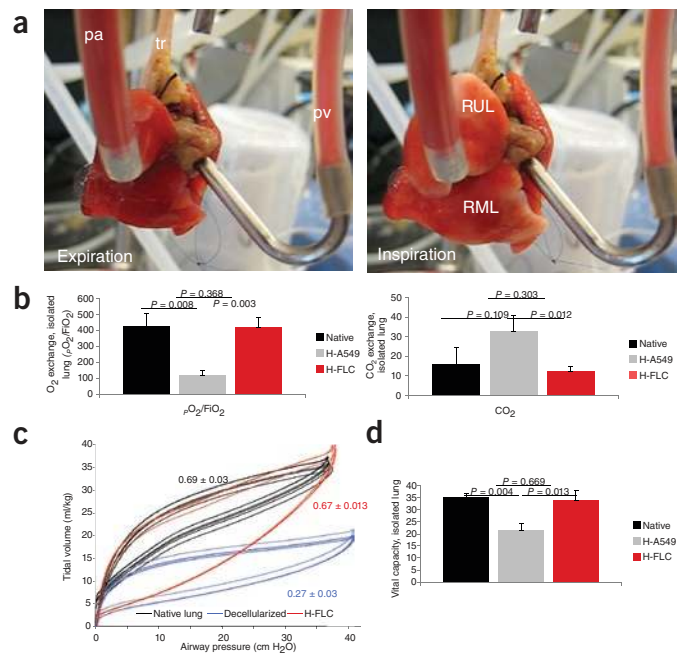 a
pa
tr
pv
Expiration
RUL
RML
Inspiration
b
O2 exchange, isolated
lung (PO2/FiO2)
600
500
400
300
200
100
0
P = 0.368
P = 0.008
P = 0.003
PO2/FiO2
Native
H-A549
H-FLC
CO2 exchange,
isolated lung
50
40
30
20
10
0
P = 0.303
P = 0.109
P = 0.012
CO2
Native
H-A549
H-FLC
c
Tidal volume (ml/kg)
40
35
30
25
20
15
10
5
0
0.69 ± 0.03
0.67 ± 0.013
0.27 ± 0.03
Native lung
Decellularized
H-FLC
0
10
20
30
40
Airway pressure (cm H2O)
d
Vital capacity, isolated lung
40
35
30
25
20
15
10
5
0
P = 0.669
P = 0.004
P = 0.013
Native
H-A549
H-FLC